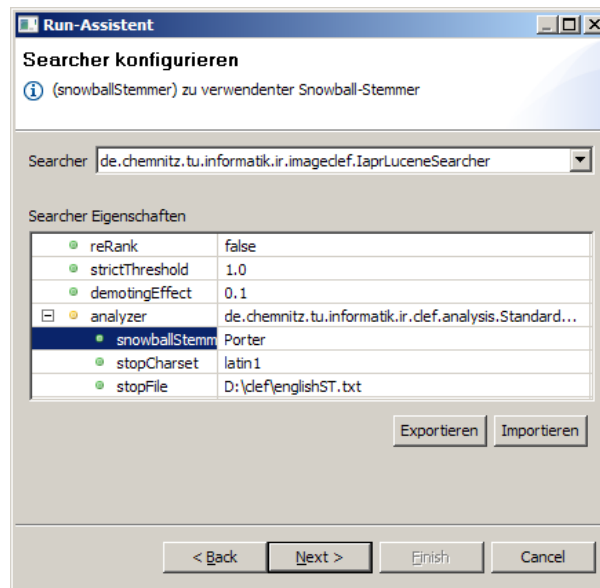 Run-Assistent
Searcher konfigurieren
(snowballStemmer) zu verwendenter Snowball-Stemmer
Searcher de.chemnitz.tu.informatik.ir.imageclef.IaprLuceneSearcher
Searcher Eigenschaften
reRank false
strictThreshold 1.0
demotingEffect 0.1
analyzer de.chemnitz.tu.informatik.ir.clef.analysis.Standard...
snowballStemm Porter
stopCharset latin1
stopFile D:\clef\englishST.txt
Exportieren Importieren
< Back Next > Finish Cancel